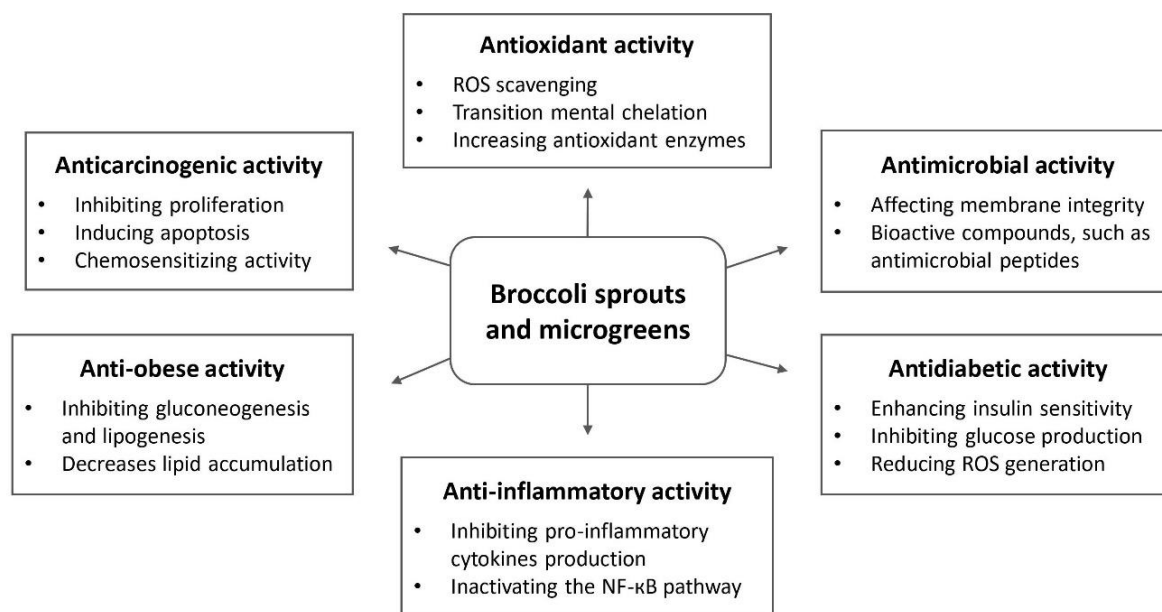 Antioxidant activity
• ROS scavenging
• Transition mental chelation
• Increasing antioxidant enzymes
Anticarcinogenic activity
• Inhibiting proliferation
• Inducing apoptosis
• Chemosensitizing activity
Antimicrobial activity
• Affecting membrane integrity
• Bioactive compounds, such as
antimicrobial peptides
Broccoli sprouts
and microgreens
Anti-obese activity
• Inhibiting gluconeogenesis
and lipogenesis
• Decreases lipid accumulation
Antidiabetic activity
• Enhancing insulin sensitivity
• Inhibiting glucose production
• Reducing ROS generation
Anti-inflammatory activity
• Inhibiting pro-inflammatory
cytokines production
• Inactivating the NF-κB pathway